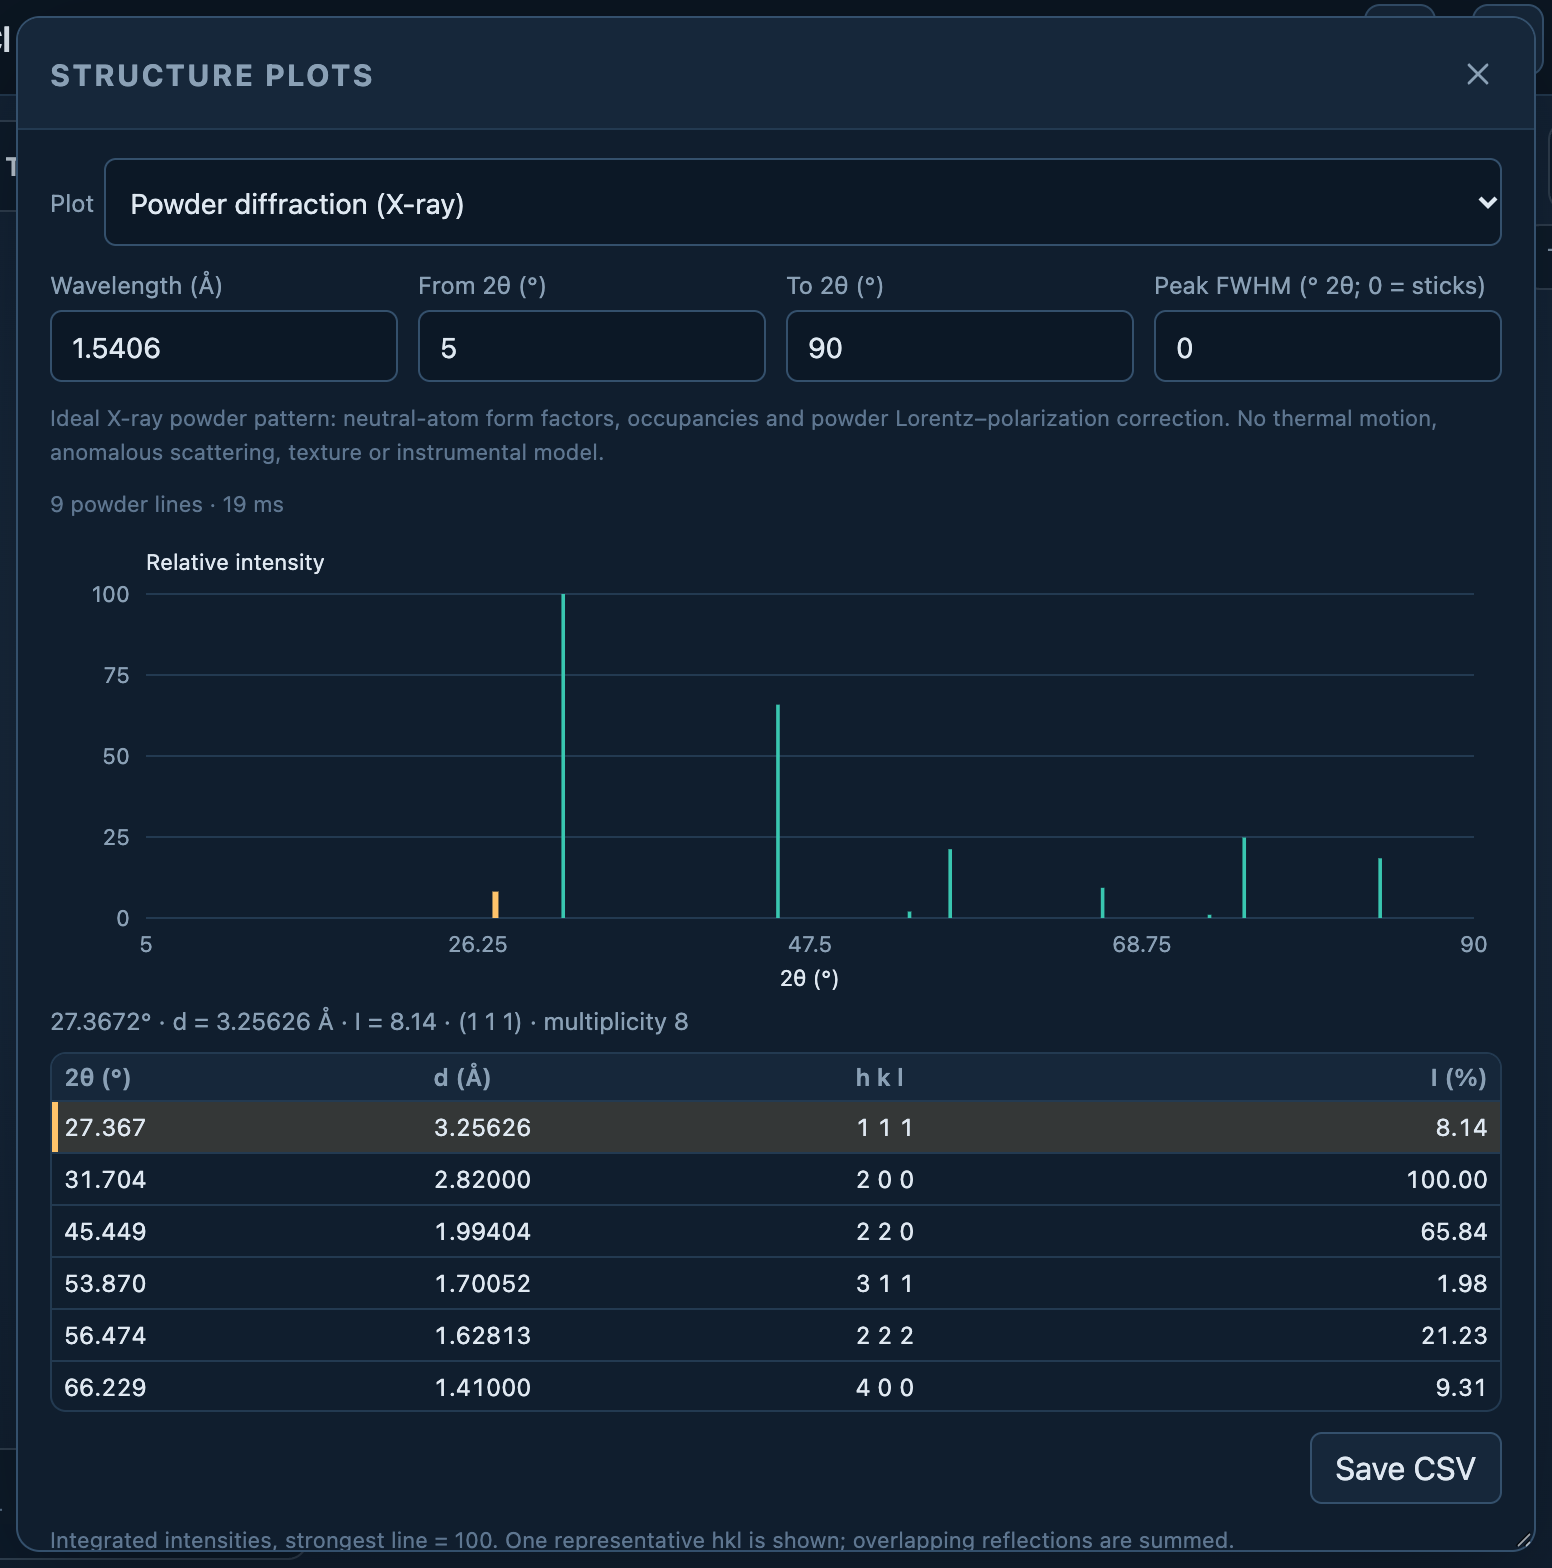 STRUCTURE PLOTS
Plot
Powder diffraction (X-ray)
Wavelength (Å) From 2θ (°) To 2θ (°) Peak FWHM (° 2θ; 0 = sticks)
1.5406 5 90 0
Ideal X-ray powder pattern: neutral-atom form factors, occupancies and powder Lorentz–polarization correction. No thermal motion,
anomalous scattering, texture or instrumental model.
9 powder lines · 19 ms
Relative intensity
100
75
50
25
0
5 26.25 47.5 68.75 90
2θ (°)
27.3672° · d = 3.25626 Å · I = 8.14 · (1 1 1) · multiplicity 8
2θ (°) d (Å) h k l I (%)
27.367 3.25626 1 1 1 8.14
31.704 2.82000 2 0 0 100.00
45.449 1.99404 2 2 0 65.84
53.870 1.70052 3 1 1 1.98
56.474 1.62813 2 2 2 21.23
66.229 1.41000 4 0 0 9.31
Save CSV
Integrated intensities, strongest line = 100. One representative hkl is shown; overlapping reflections are summed.